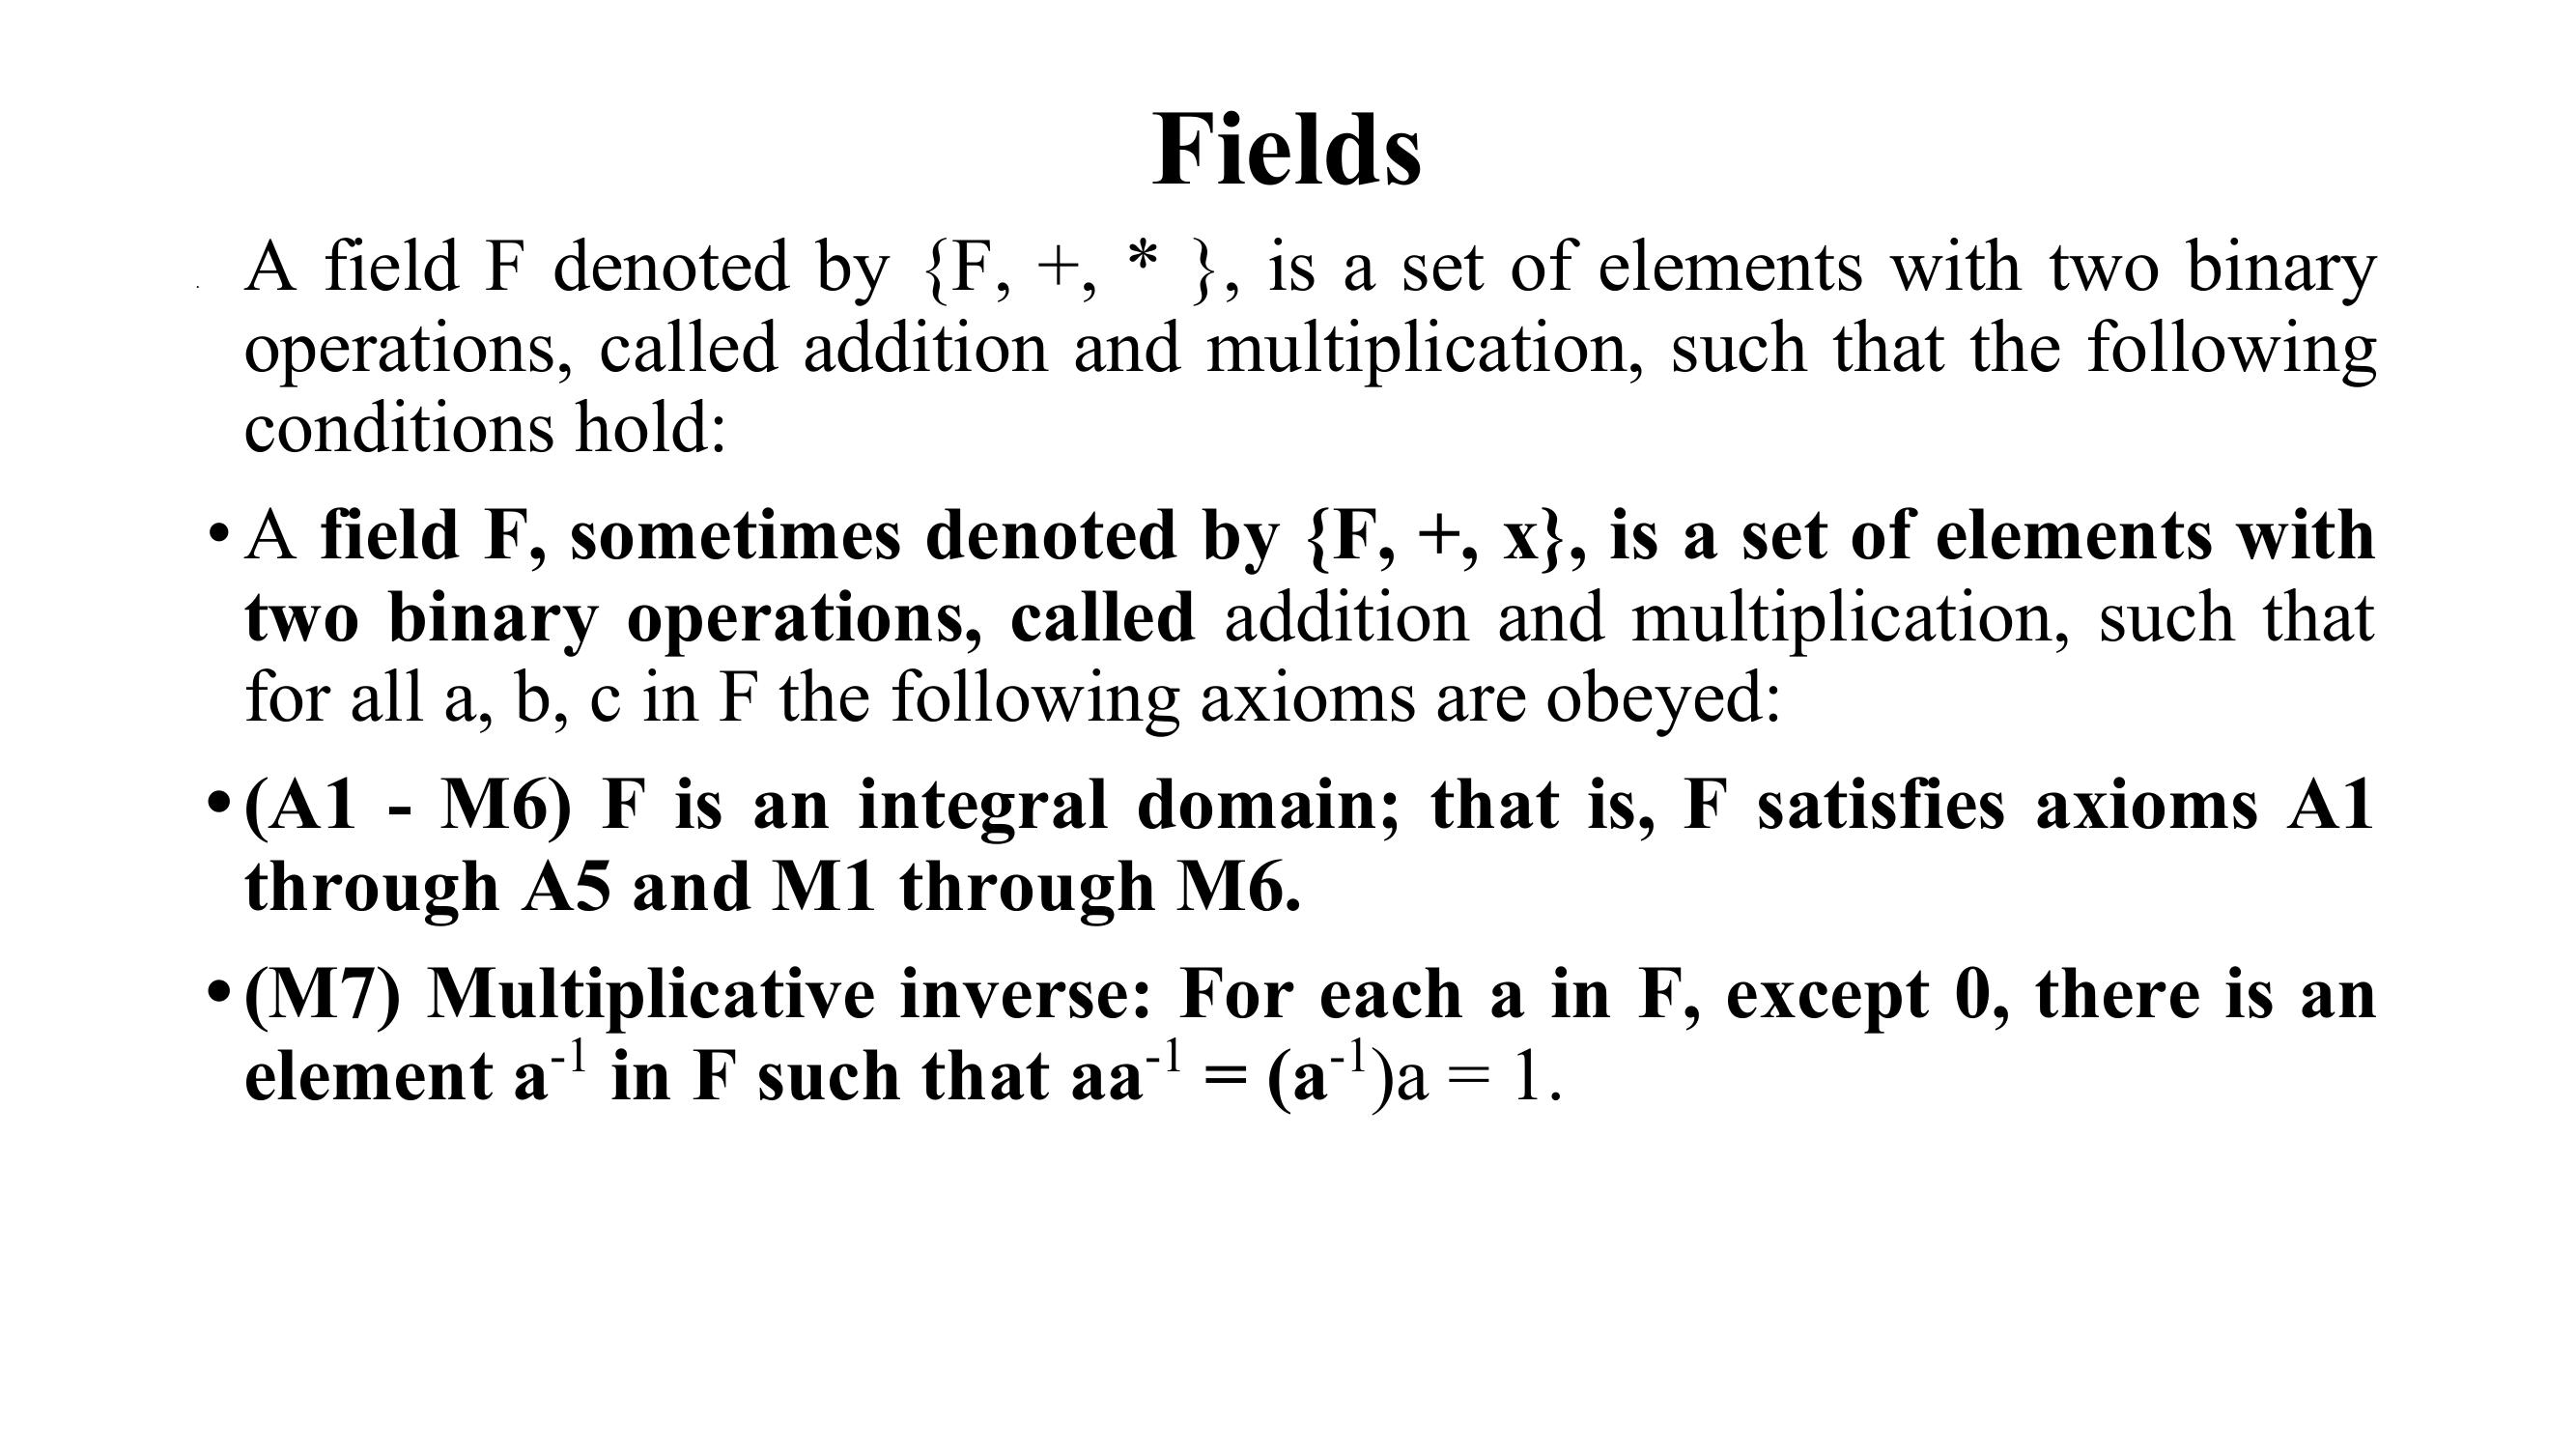 Fields
A field F denoted by {F, +, * }, is a set of elements with two binary
operations, called addition and multiplication, such that the following
conditions hold:
• A field F, sometimes denoted by {F, +, x}, is a set of elements with
two binary operations, called addition and multiplication, such that
for all a, b, c in F the following axioms are obeyed:
• (A1 - M6) F is an integral domain; that is, F satisfies axioms A1
through A5 and M1 through M6.
• (M7) Multiplicative inverse: For each a in F, except 0, there is an
element a⁻¹ in F such that aa⁻¹ = (a⁻¹)a = 1.